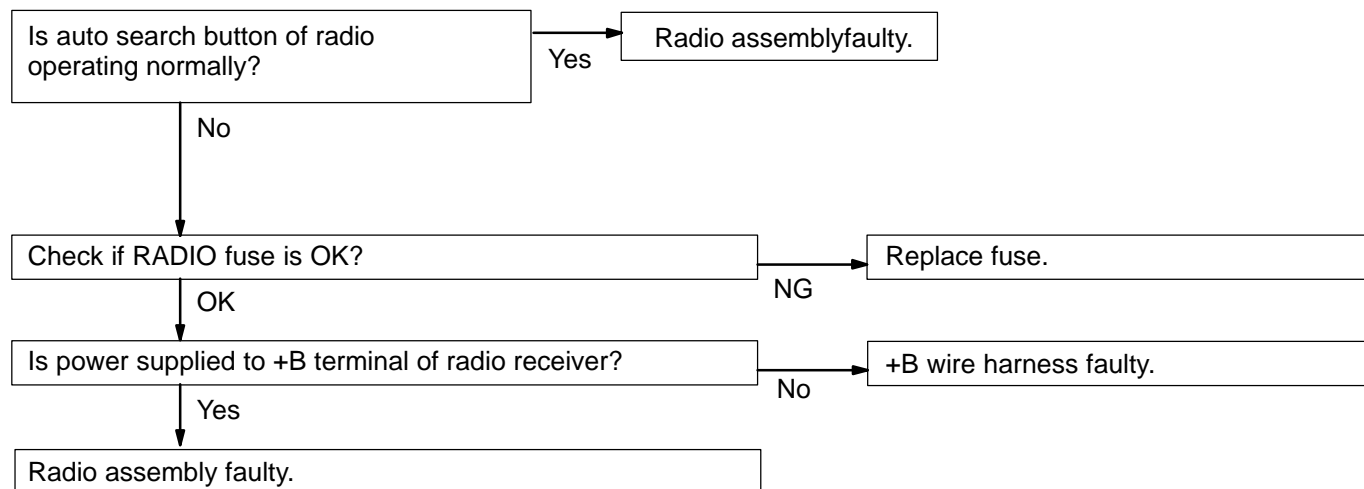 Is auto search button of radio
operating normally?
Yes
Radio assemblyfaulty.
No
Check if RADIO fuse is OK?
NG
Replace fuse.
OK
Is power supplied to +B terminal of radio receiver?
No
+B wire harness faulty.
Yes
Radio assembly faulty.